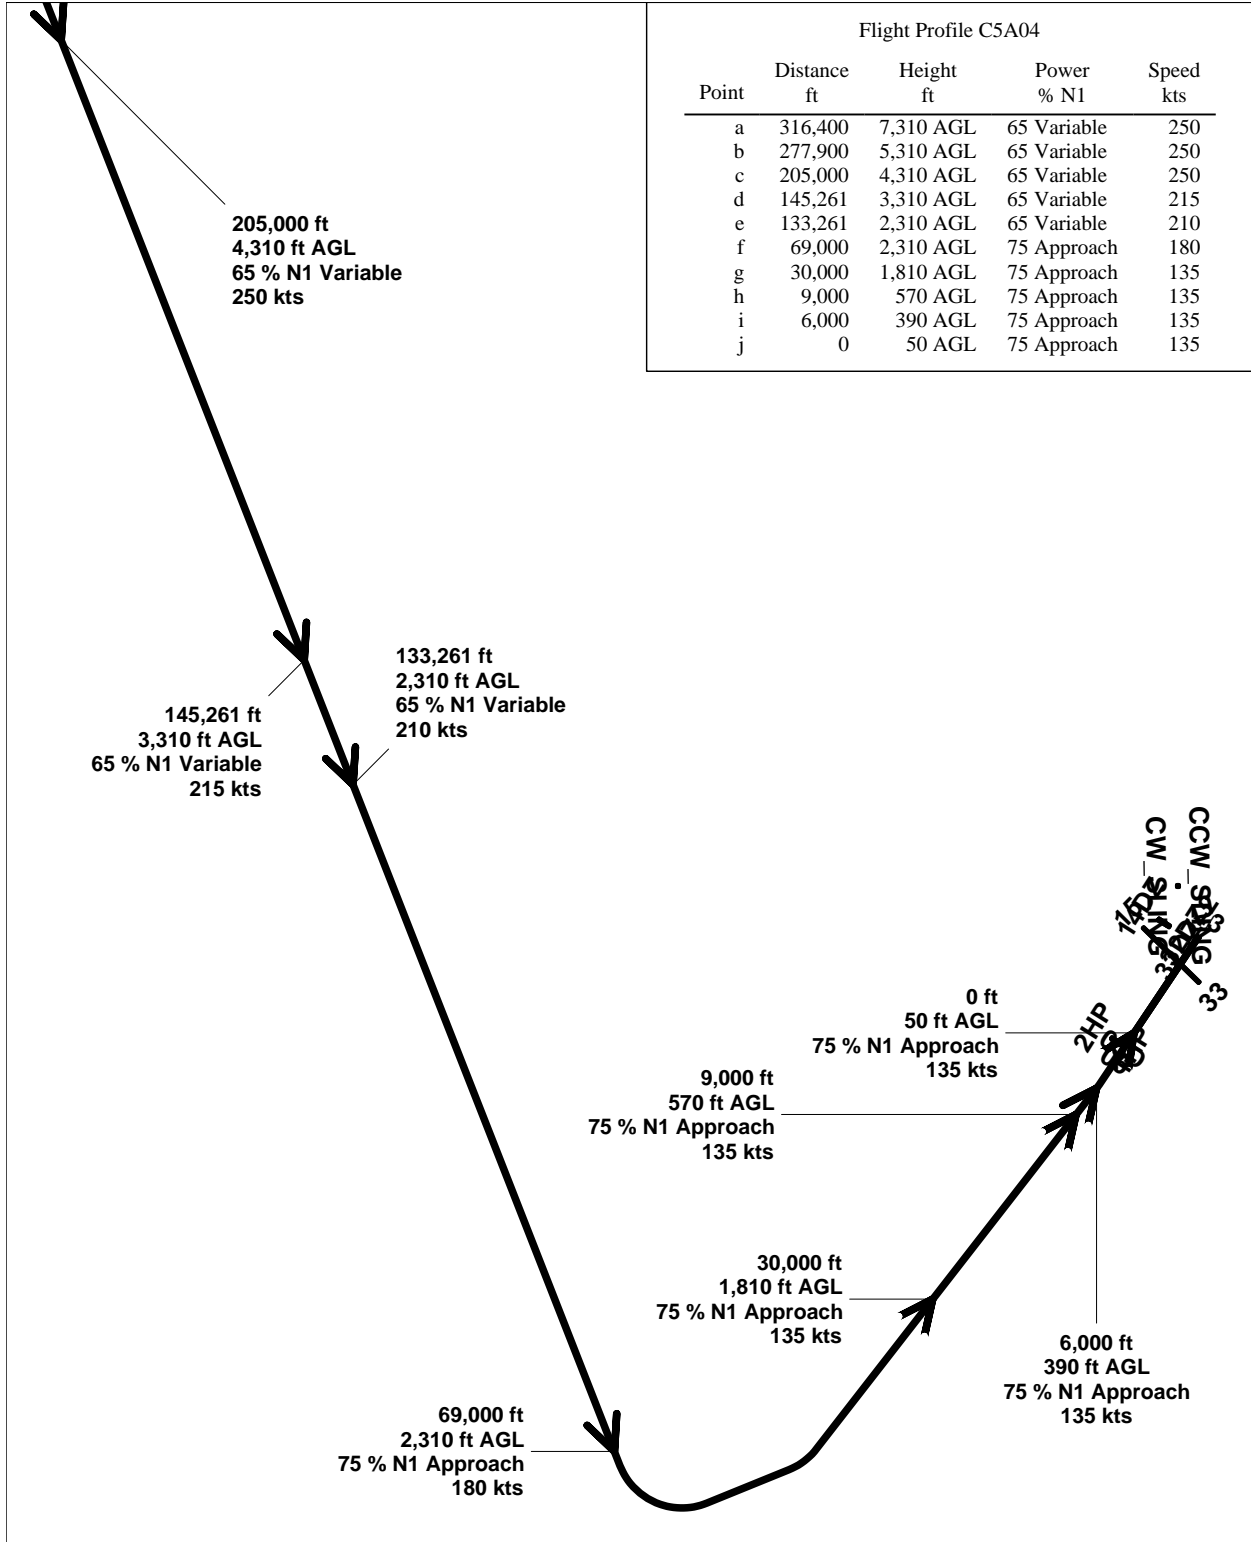 Flight Profile C5A04
Point Distance ft Height ft Power % N1 Speed kts
a 316,400 7,310 AGL 65 Variable 250
b 277,900 5,310 AGL 65 Variable 250
c 205,000 4,310 AGL 65 Variable 250
d 145,261 3,310 AGL 65 Variable 215
e 133,261 2,310 AGL 65 Variable 210
f 69,000 2,310 AGL 75 Approach 180
g 30,000 1,810 AGL 75 Approach 135
h 9,000 570 AGL 75 Approach 135
i 6,000 390 AGL 75 Approach 135
j 0 50 AGL 75 Approach 135
205,000 ft
4,310 ft AGL
65 % N1 Variable
250 kts
133,261 ft
2,310 ft AGL
65 % N1 Variable
210 kts
145,261 ft
3,310 ft AGL
65 % N1 Variable
215 kts
CW_SLING
CCW_SLING
15
33
2HP
0 ft
50 ft AGL
75 % N1 Approach
135 kts
9,000 ft
570 ft AGL
75 % N1 Approach
135 kts
30,000 ft
1,810 ft AGL
75 % N1 Approach
135 kts
6,000 ft
390 ft AGL
75 % N1 Approach
135 kts
69,000 ft
2,310 ft AGL
75 % N1 Approach
180 kts